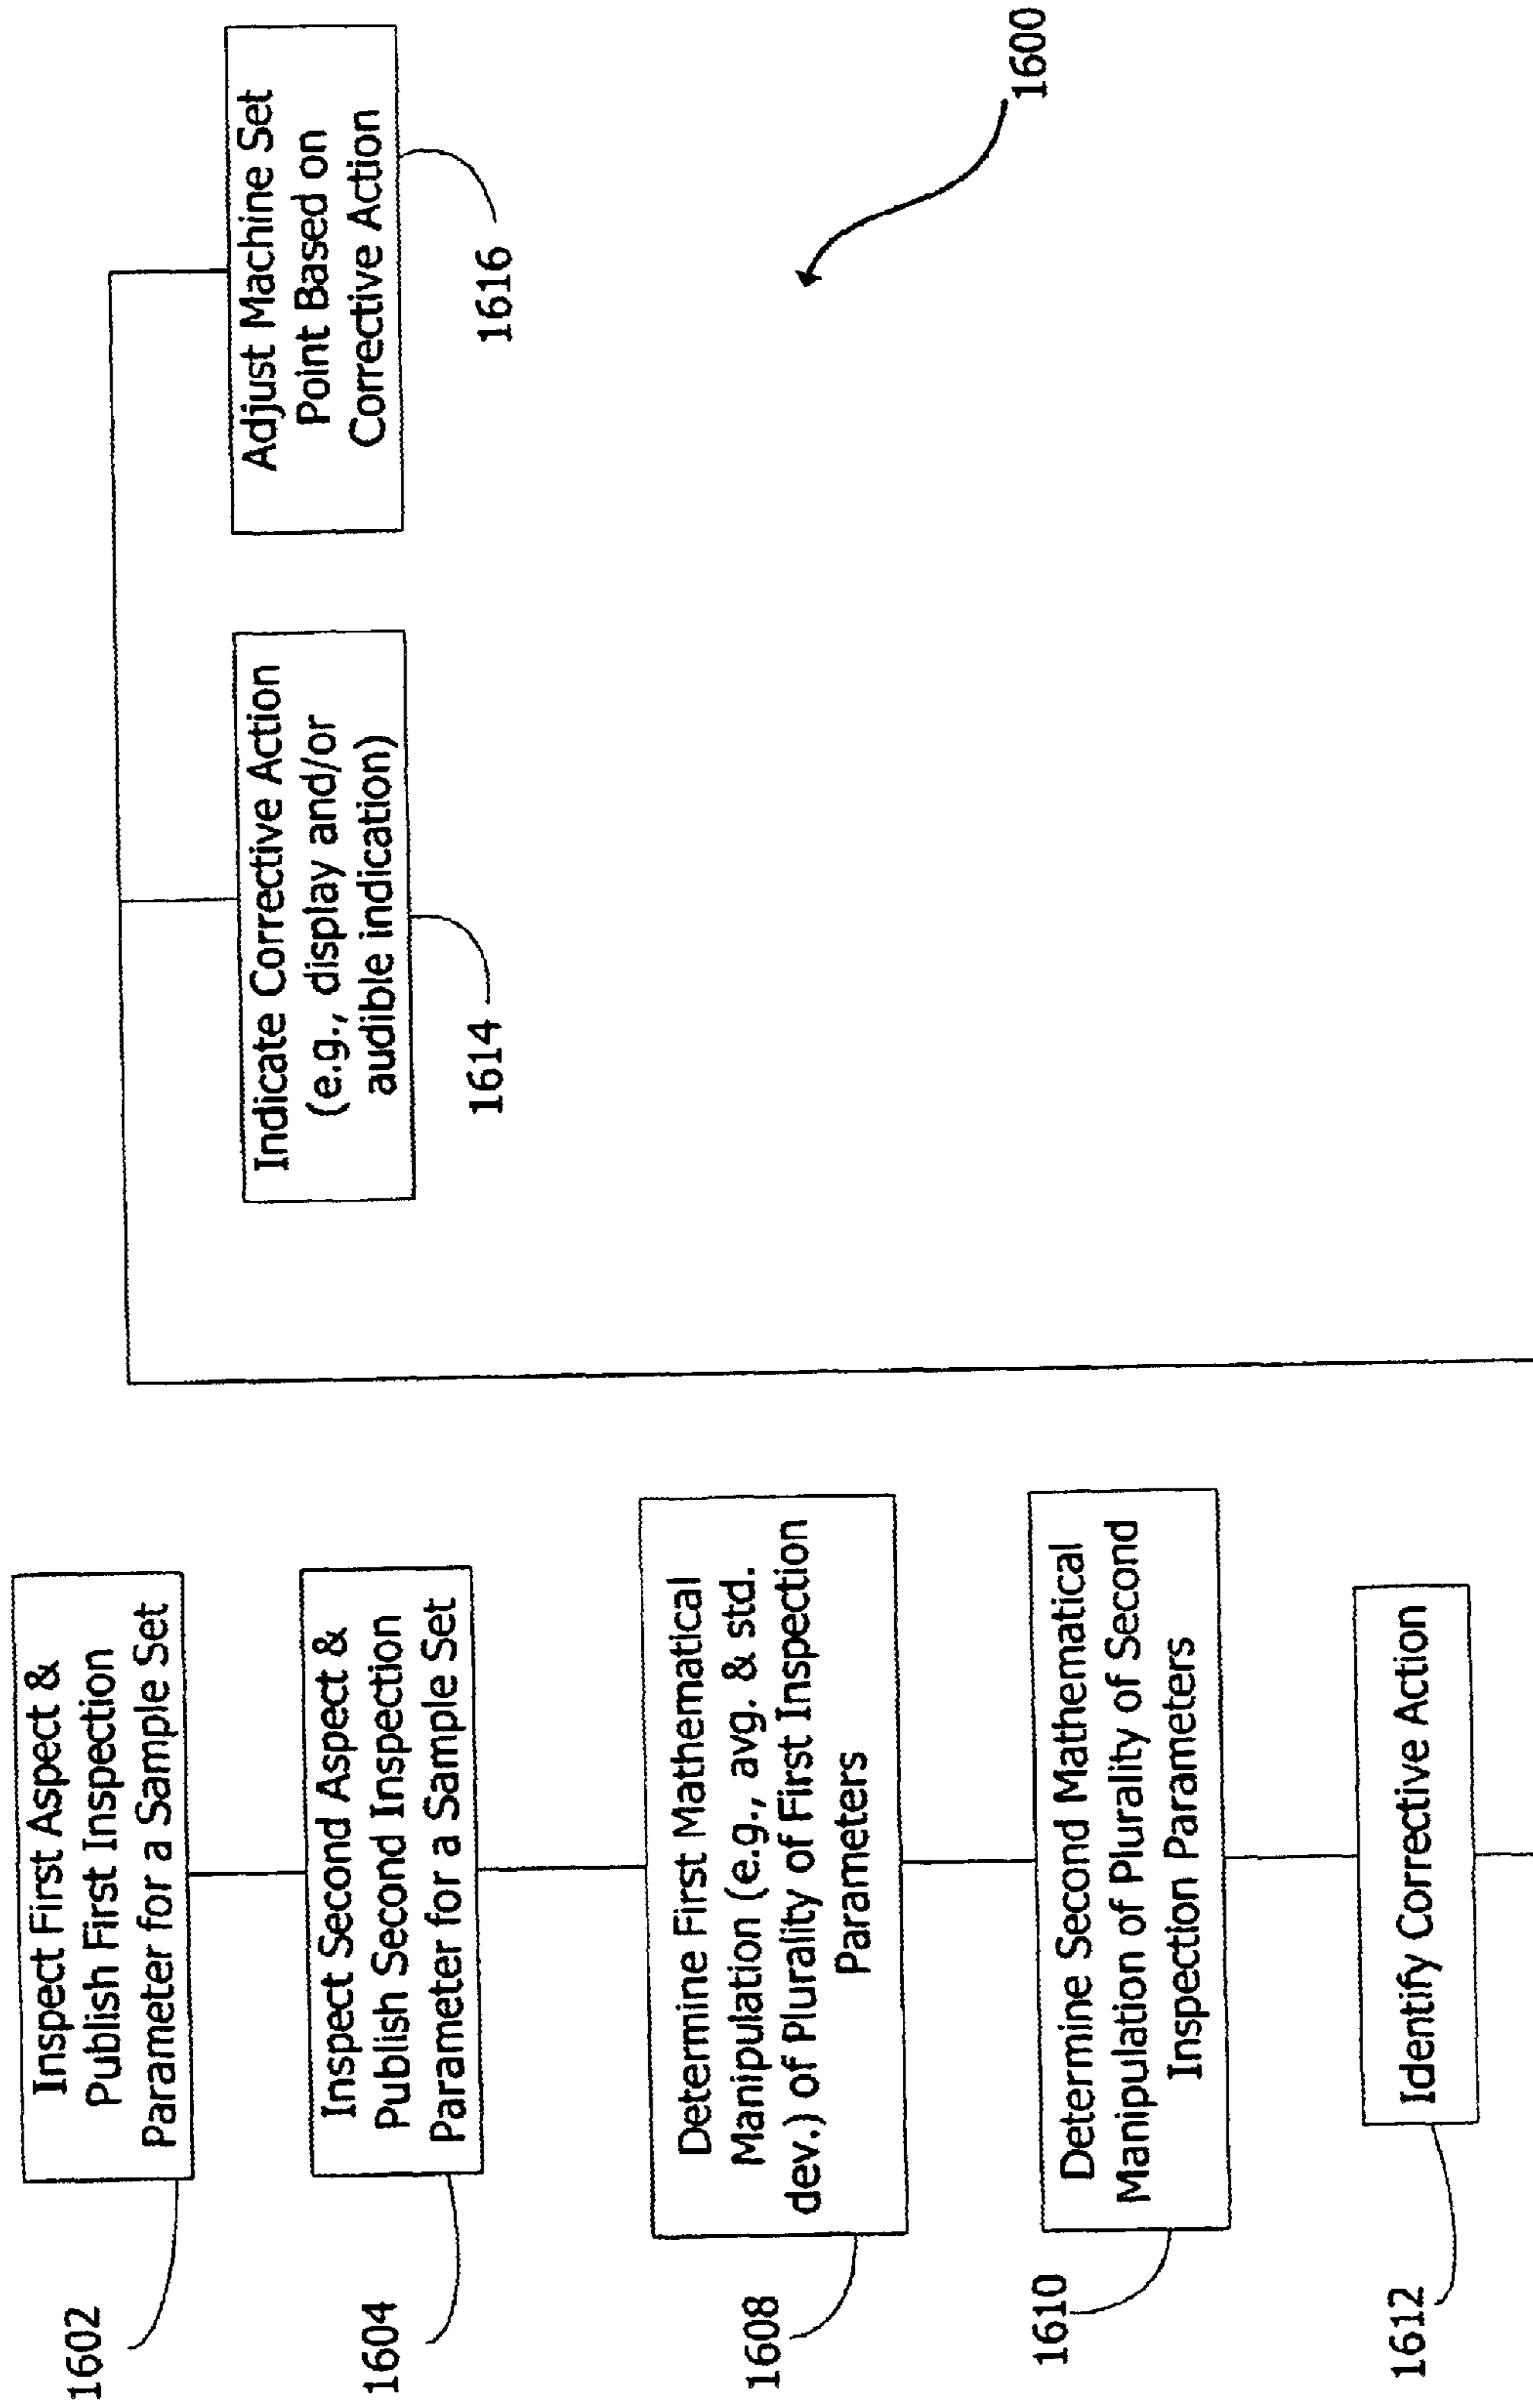 1602
Inspect First Aspect &
Publish First Inspection
Parameter for a Sample Set
1604
Inspect Second Aspect &
Publish Second Inspection
Parameter for a Sample Set
1608
Determine First Mathematical
Manipulation (e.g., avg. & std.
dev.) of Plurality of First Inspection
Parameters
1610
Determine Second Mathematical
Manipulation of Plurality of Second
Inspection Parameters
1612
Identify Corrective Action
Indicate Corrective Action
(e.g., display and/or
audible indication)
1614
Adjust Machine Set
Point Based on
Corrective Action
1616
1600